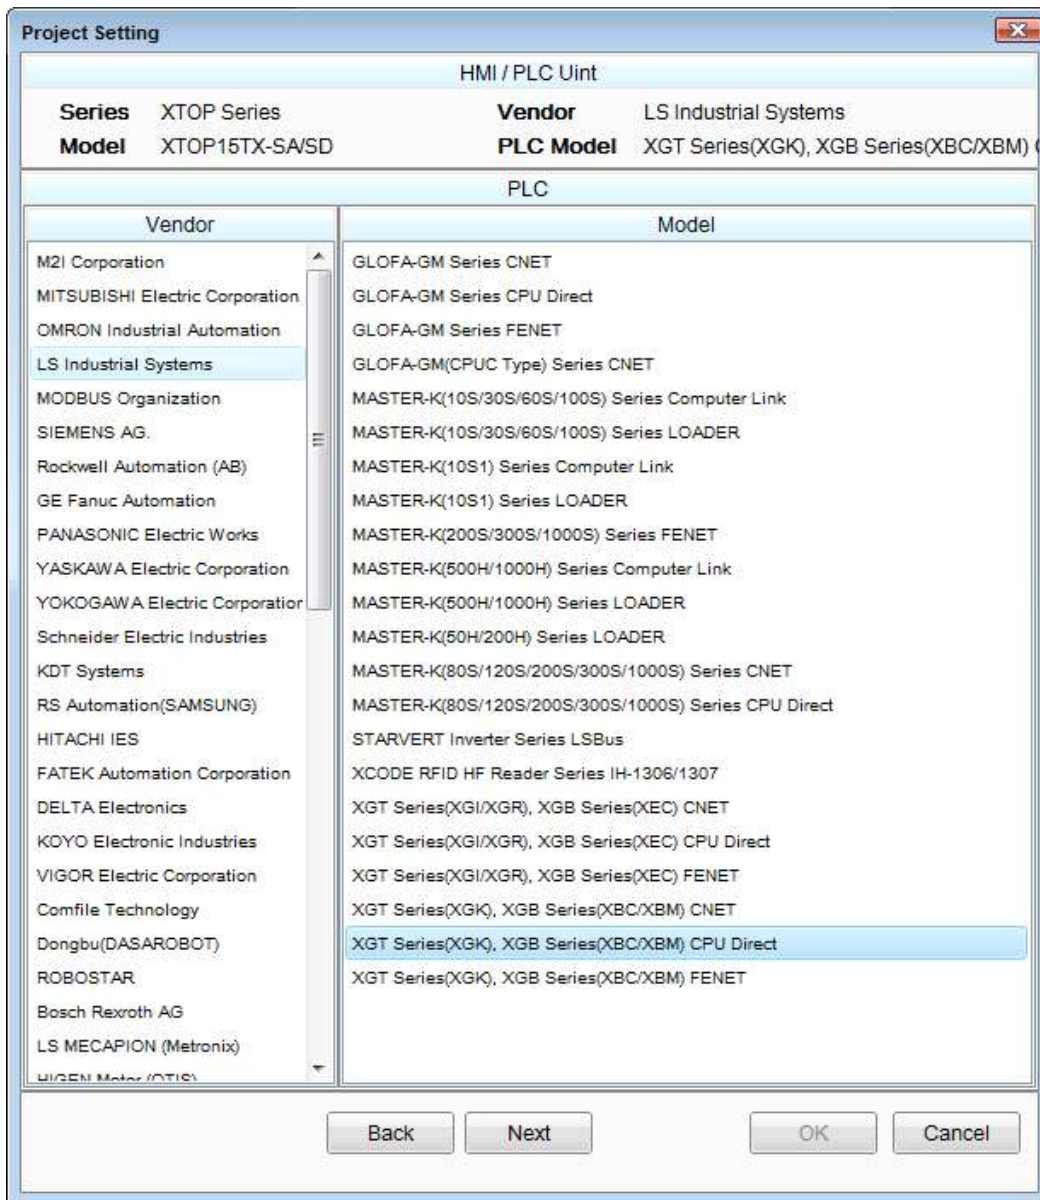 Project Setting
HMI / PLC Uint
Series XTOP Series Vendor LS Industrial Systems
Model XTOP15TX-SA/SD PLC Model XGT Series(XGK), XGB Series(XBC/XBM)
PLC
Vendor
M2I Corporation
MITSUBISHI Electric Corporation
OMRON Industrial Automation
LS Industrial Systems
MODBUS Organization
SIEMENS AG.
Rockwell Automation (AB)
GE Fanuc Automation
PANASONIC Electric Works
YASKAWA Electric Corporation
YOKOGAWA Electric Corporation
Schneider Electric Industries
KDT Systems
RS Automation(SAMSUNG)
HITACHI IES
FATEK Automation Corporation
DELTA Electronics
KOYO Electronic Industries
VIGOR Electric Corporation
Comfile Technology
Dongbu(DASAROBOT)
ROBOSTAR
Bosch Rexroth AG
LS MECAPION (Metronix)
HIGEN Motor (OTIS)
Model
GLOFA-GM Series CNET
GLOFA-GM Series CPU Direct
GLOFA-GM Series FENET
GLOFA-GM(CPUC Type) Series CNET
MASTER-K(10S/30S/60S/100S) Series Computer Link
MASTER-K(10S/30S/60S/100S) Series LOADER
MASTER-K(10S1) Series Computer Link
MASTER-K(10S1) Series LOADER
MASTER-K(200S/300S/1000S) Series FENET
MASTER-K(500H/1000H) Series Computer Link
MASTER-K(500H/1000H) Series LOADER
MASTER-K(50H/200H) Series LOADER
MASTER-K(80S/120S/200S/300S/1000S) Series CNET
MASTER-K(80S/120S/200S/300S/1000S) Series CPU Direct
STARVERT Inverter Series LSBus
XCODE RFID HF Reader Series IH-1306/1307
XGT Series(XGI/XGR), XGB Series(XEC) CNET
XGT Series(XGI/XGR), XGB Series(XEC) CPU Direct
XGT Series(XGI/XGR), XGB Series(XEC) FENET
XGT Series(XGK), XGB Series(XBC/XBM) CNET
XGT Series(XGK), XGB Series(XBC/XBM) CPU Direct
XGT Series(XGK), XGB Series(XBC/XBM) FENET
Back Next OK Cancel